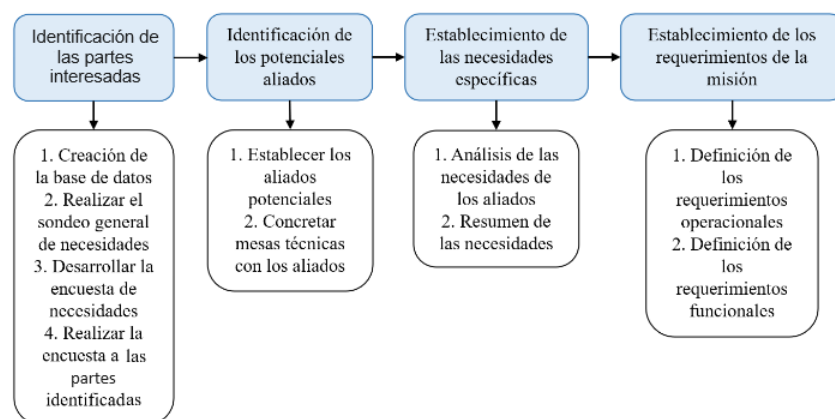 Identificación de
las partes
interesadas
Identificación de
los potenciales
aliados
Establecimiento de
las necesidades
específicas
Establecimiento de los
requerimientos de la
misión
1. Creación de
la base de datos
2. Realizar el
sondeo general
de necesidades
3. Desarrollar la
encuesta de
necesidades
4. Realizar la
encuesta a las
partes
identificadas
1. Establecer los
aliados
potenciales
2. Concretar
mesas técnicas
con los aliados
1. Análisis de las
necesidades de
los aliados
2. Resumen de
las necesidades
1. Definición de
los
requerimientos
operacionales
2. Definición de
los
requerimientos
funcionales